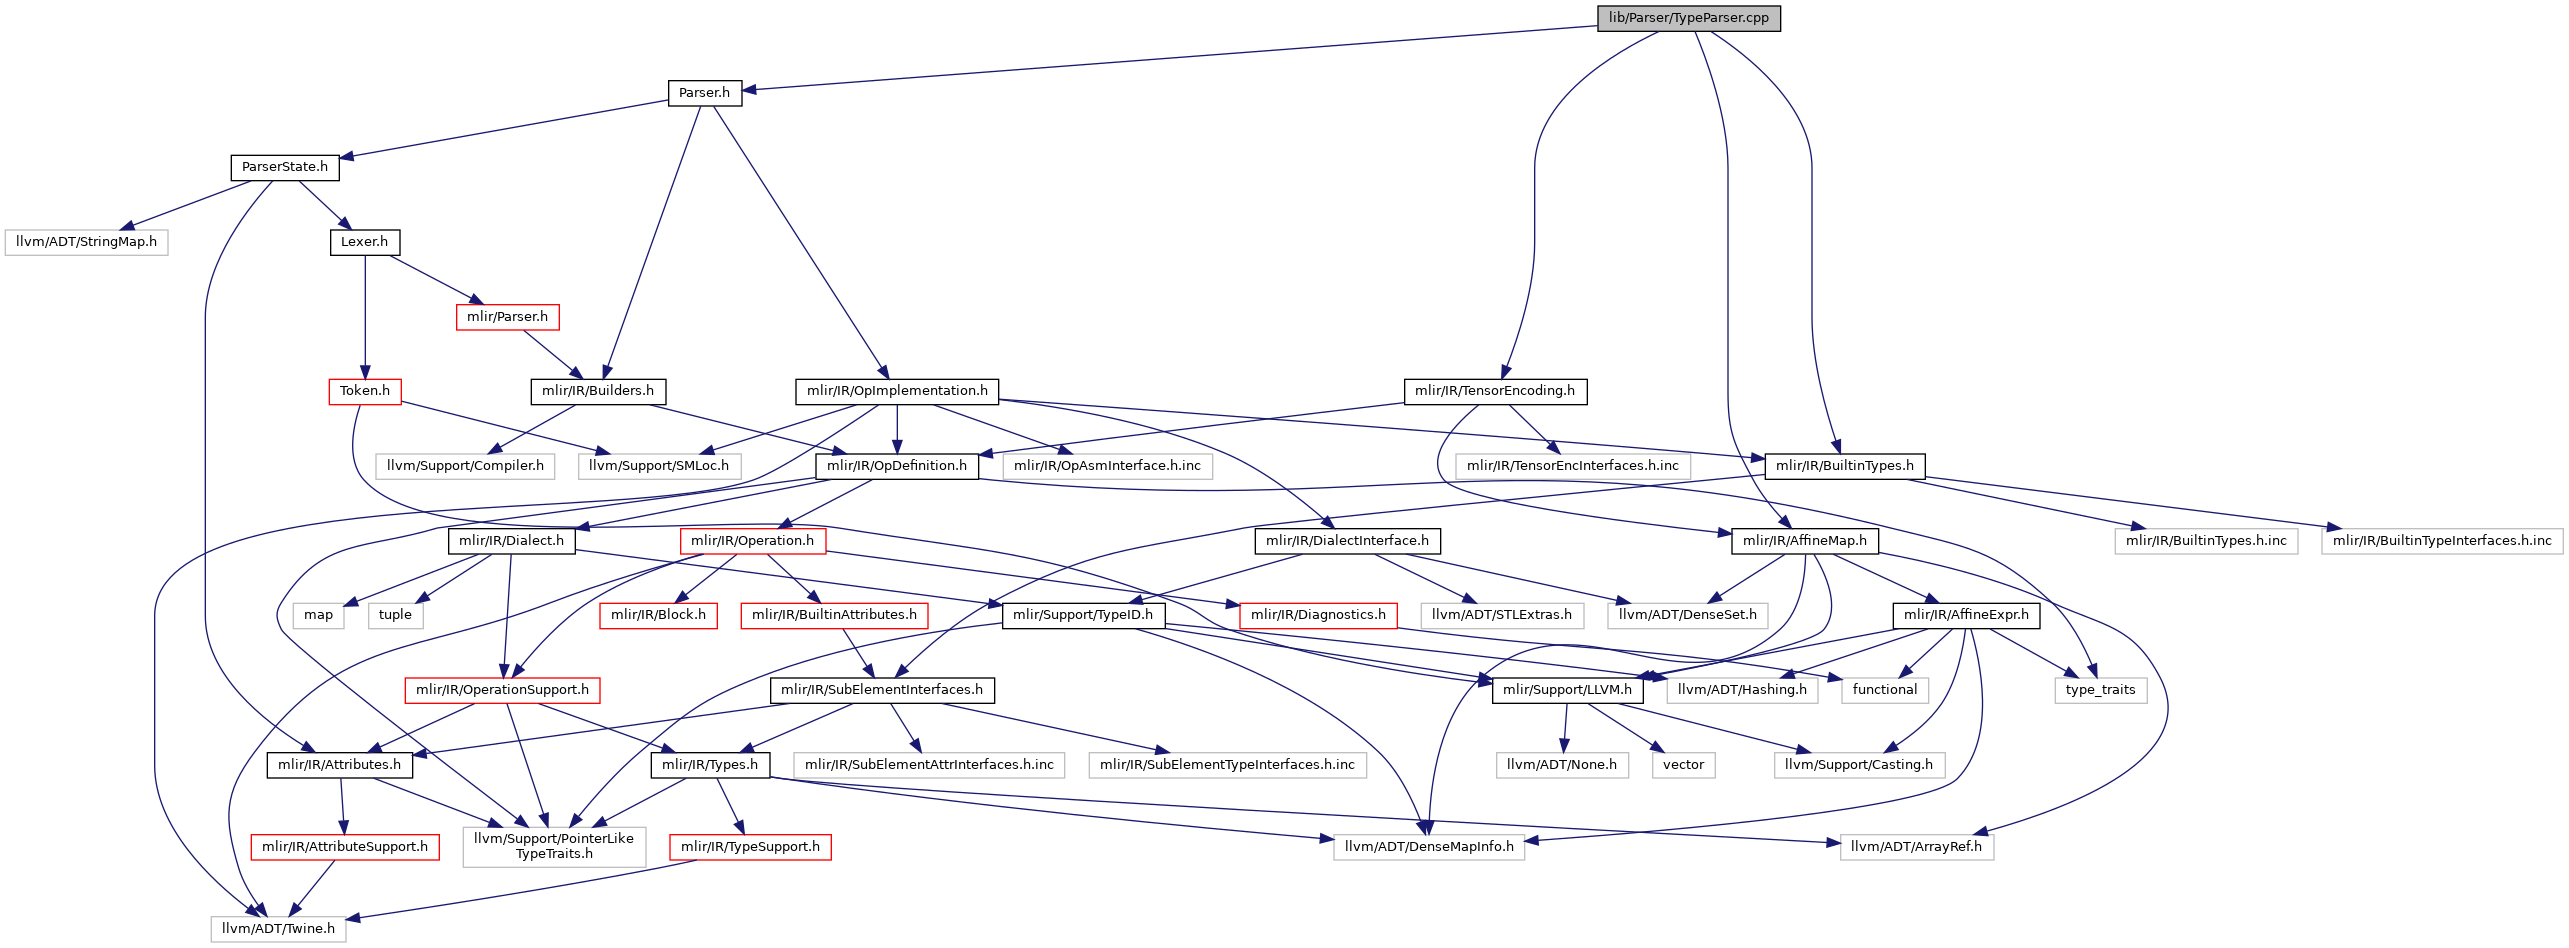 lib/Parser/TypeParser.cpp
Parser.h
ParserState.h
llvm/ADT/StringMap.h
Lexer.h
mlir/Parser.h
Token.h
mlir/IR/Builders.h
mlir/IR/OpImplementation.h
mlir/IR/TensorEncoding.h
llvm/Support/Compiler.h
llvm/Support/SMLoc.h
mlir/IR/OpDefinition.h
mlir/IR/OpAsmInterface.h.inc
mlir/IR/TensorEncInterfaces.h.inc
mlir/IR/BuiltinTypes.h
mlir/IR/Dialect.h
mlir/IR/Operation.h
mlir/IR/DialectInterface.h
mlir/IR/AffineMap.h
mlir/IR/BuiltinTypes.h.inc
mlir/IR/BuiltinTypeInterfaces.h.inc
map
tuple
mlir/IR/Block.h
mlir/IR/BuiltinAttributes.h
mlir/Support/TypeID.h
mlir/IR/Diagnostics.h
llvm/ADT/STLExtras.h
llvm/ADT/DenseSet.h
mlir/IR/AffineExpr.h
mlir/IR/OperationSupport.h
mlir/IR/SubElementInterfaces.h
mlir/Support/LLVM.h
llvm/ADT/Hashing.h
functional
type_traits
mlir/IR/Attributes.h
mlir/IR/Types.h
mlir/IR/SubElementAttrInterfaces.h.inc
mlir/IR/SubElementTypeInterfaces.h.inc
llvm/ADT/None.h
vector
llvm/Support/Casting.h
mlir/IR/AttributeSupport.h
llvm/Support/PointerLike
TypeTraits.h
mlir/IR/TypeSupport.h
llvm/ADT/DenseMapInfo.h
llvm/ADT/ArrayRef.h
llvm/ADT/Twine.h